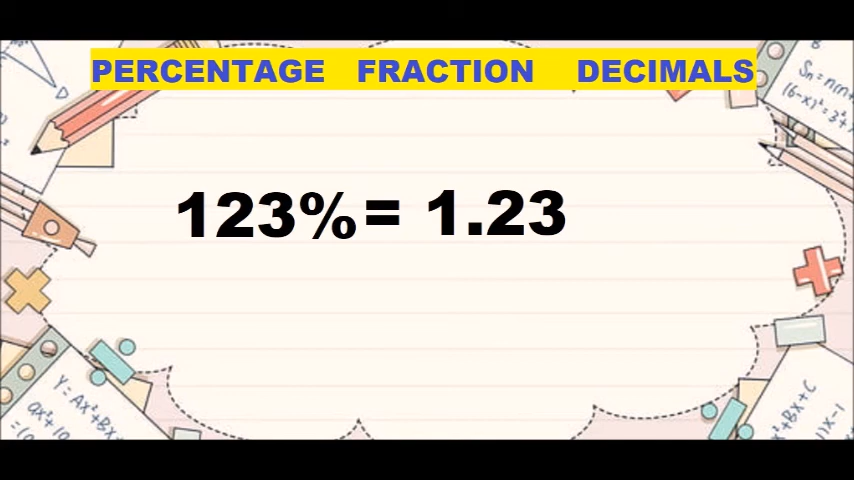 PERCENTAGE FRACTION DECIMALS
123% = 1.23